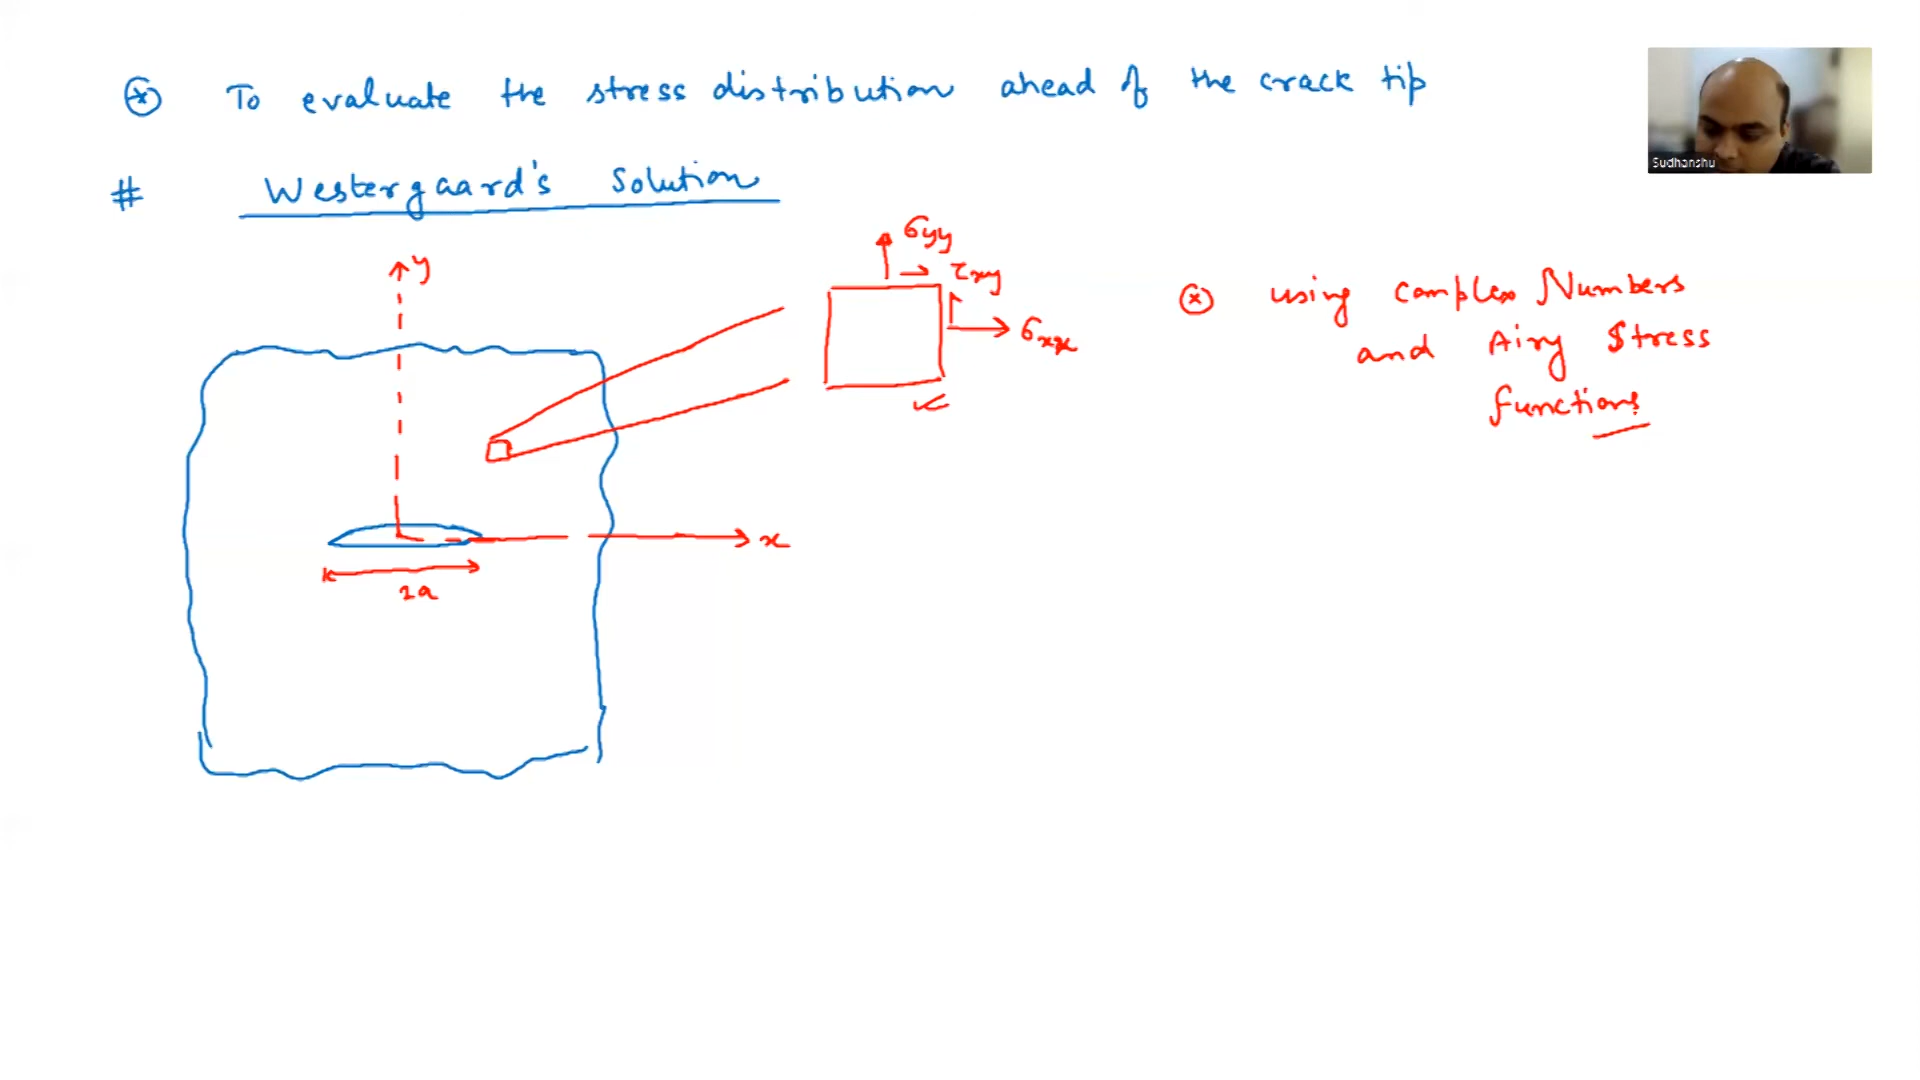 ⊛ To evaluate the stress distribution ahead of the crack tip
# Westergaard's Solution
Sudhanshu
y
σyy
τxy
σxx
⊛ using Complex Numbers
and Airy Stress
functions
x
2a